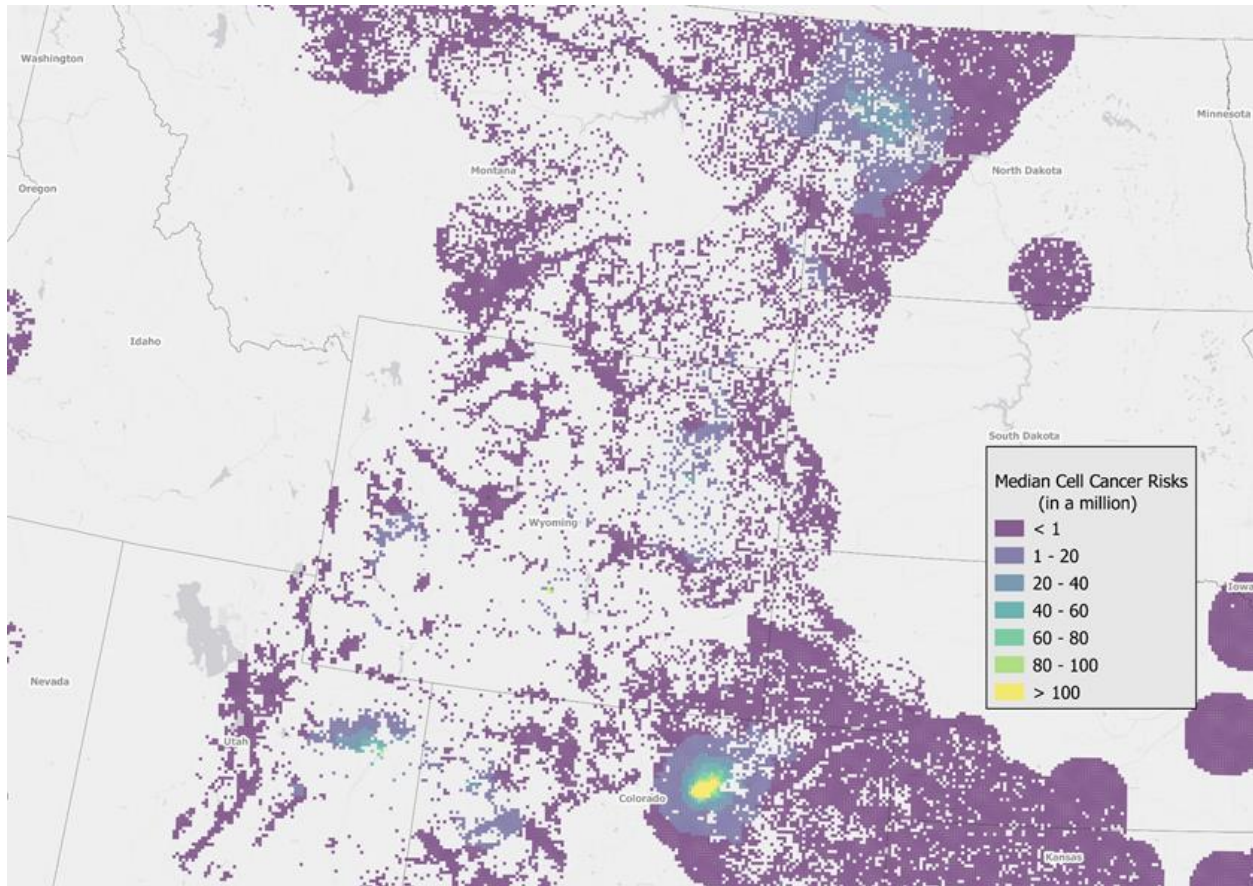 Washington
Minnesota
Montana
North Dakota
Oregon
Idaho
South Dakota
Median Cell Cancer Risks
(in a million)
< 1
1 - 20
20 - 40
40 - 60
60 - 80
80 - 100
> 100
Wyoming
Iowa
Nevada
Utah
Colorado
Kansas